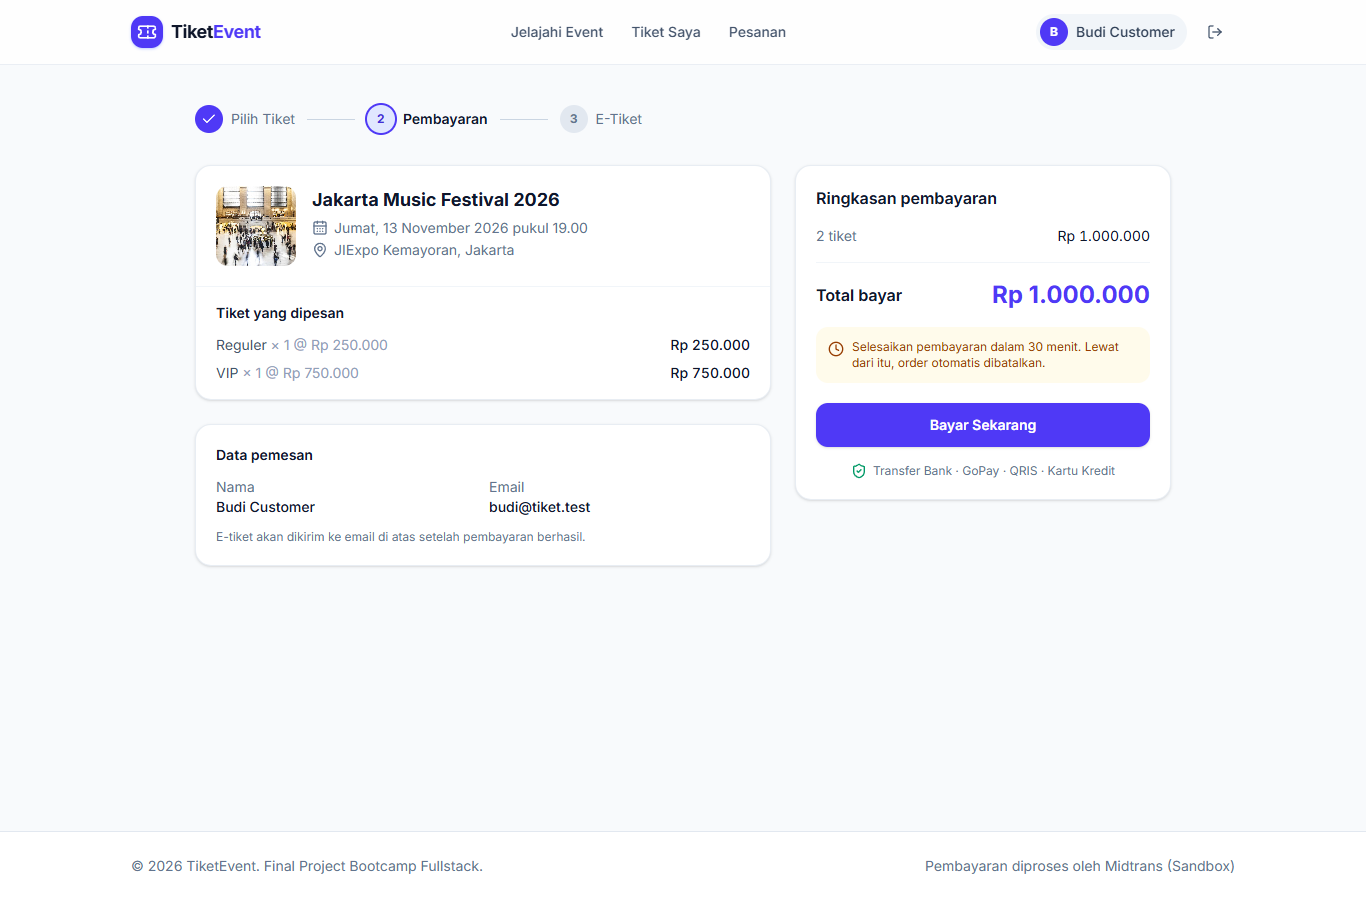 TiketEvent
Jelajahi Event
Tiket Saya
Pesanan
B
Budi Customer
Pilih Tiket
2
Pembayaran
3
E-Tiket
Jakarta Music Festival 2026
Jumat, 13 November 2026 pukul 19.00
JIExpo Kemayoran, Jakarta
Tiket yang dipesan
Reguler × 1 @ Rp 250.000 Rp 250.000
VIP × 1 @ Rp 750.000 Rp 750.000
Data pemesan
Nama
Budi Customer
Email
budi@tiket.test
E-tiket akan dikirim ke email di atas setelah pembayaran berhasil.
Ringkasan pembayaran
2 tiket Rp 1.000.000
Total bayar Rp 1.000.000
Selesaikan pembayaran dalam 30 menit. Lewat
dari itu, order otomatis dibatalkan.
Bayar Sekarang
Transfer Bank · GoPay · QRIS · Kartu Kredit
© 2026 TiketEvent. Final Project Bootcamp Fullstack.
Pembayaran diproses oleh Midtrans (Sandbox)